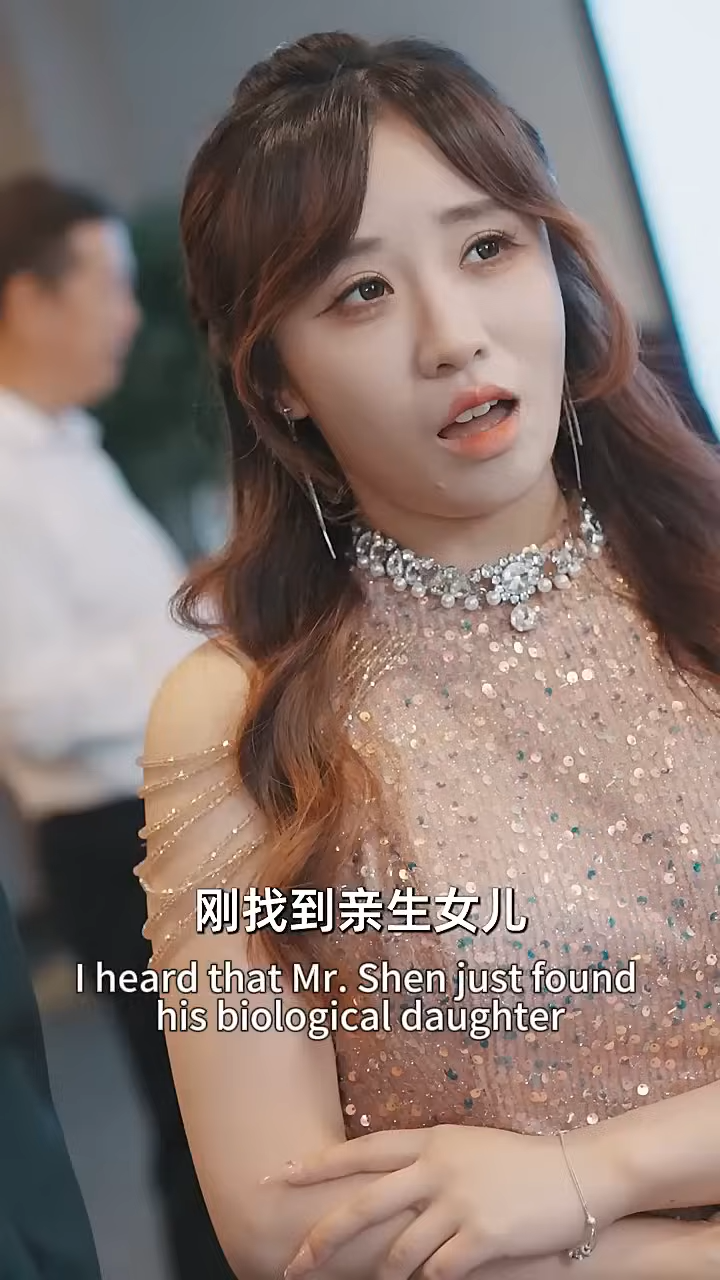 刚找到亲生女儿
I heard that Mr. Shen just found
his biological daughter